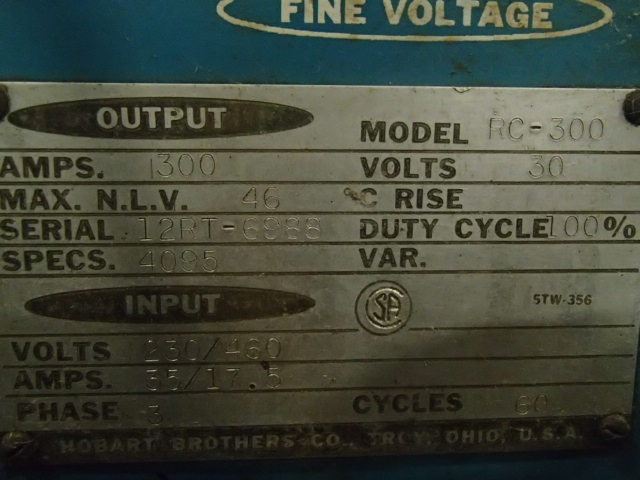 FINE VOLTAGE
OUTPUT
MODEL RC-300
AMPS. 300
VOLTS 30
MAX. N.L.V. 46
°C RISE
SERIAL 12RT-6988
DUTY CYCLE 100%
SPECS. 4095
VAR.
INPUT
CSA
STW-356
VOLTS 230/460
AMPS. 35/17.5
PHASE 3
CYCLES 60
HOBART BROTHERS CO., TROY, OHIO, U.S.A.